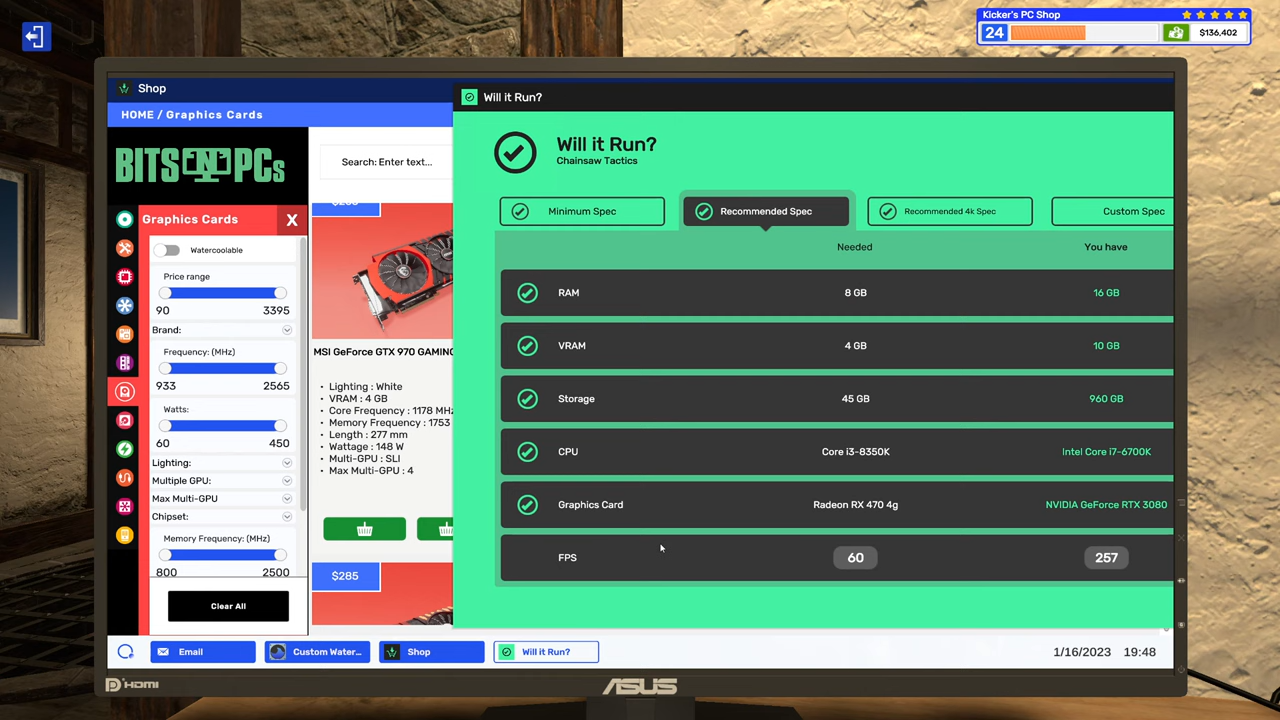 Kicker's PC Shop
24
$136,402
Shop
HOME / Graphics Cards
BITS N PCs
Search: Enter text...
Graphics Cards
X
Watercoolable
Price range
90
3395
Brand:
Frequency: (MHz)
933
2565
Watts:
60
450
Lighting:
Multiple GPU:
Max Multi-GPU
Chipset:
Memory Frequency: (MHz)
800
2500
Clear All
MSI GeForce GTX 970 GAMING
• Lighting : White
• VRAM : 4 GB
• Core Frequency : 1178 MHz
• Memory Frequency : 1753
• Length : 277 mm
• Wattage : 148 W
• Multi-GPU : SLI
• Max Multi-GPU : 4
$285
Will it Run?
Will it Run?
Chainsaw Tactics
Minimum Spec
Recommended Spec
Recommended 4k Spec
Custom Spec
Needed
You have
RAM
8 GB
16 GB
VRAM
4 GB
10 GB
Storage
45 GB
960 GB
CPU
Core i3-8350K
Intel Core i7-6700K
Graphics Card
Radeon RX 470 4g
NVIDIA GeForce RTX 3080
FPS
60
257
Email
Custom Water...
Shop
Will it Run?
1/16/2023
19:48
HDMI
ASUS